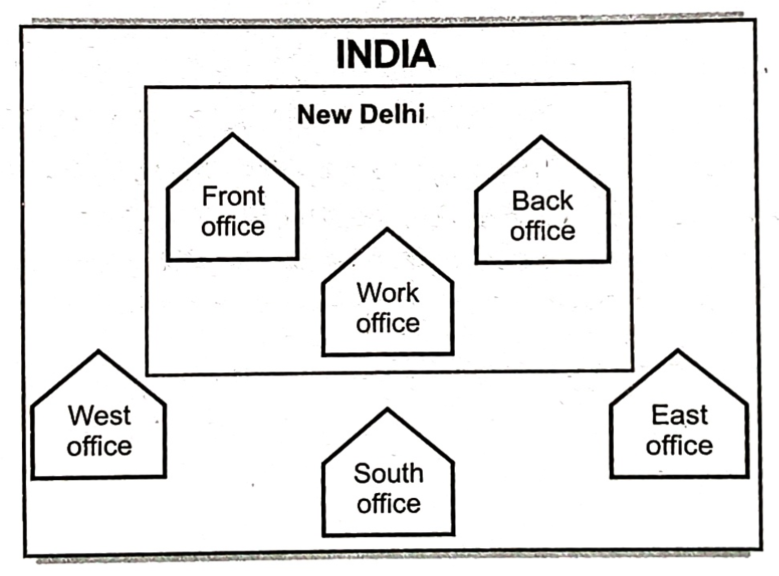 INDIA
New Delhi
Front
office
Back
office
Work
office
West
office
East
office
South
office